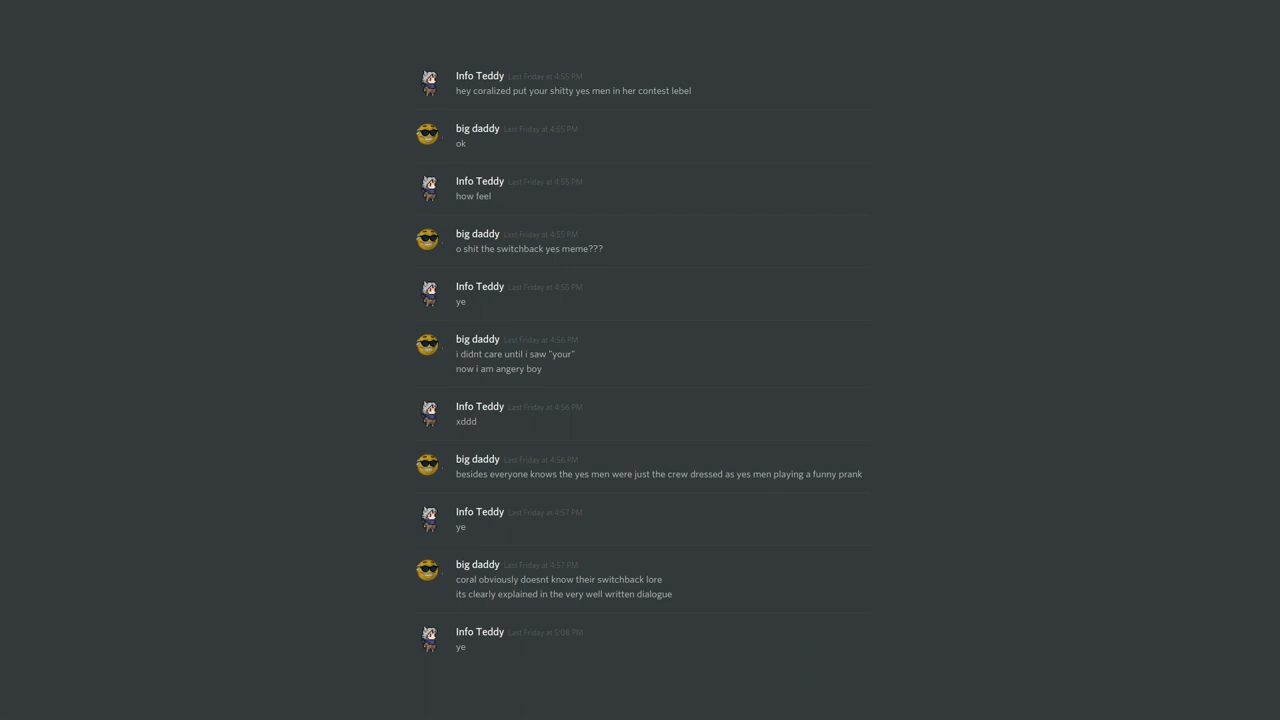 Info Teddy Last Friday at 4:55 PM
hey coralized put your shitty yes men in her contest lebel
big daddy Last Friday at 4:55 PM
ok
Info Teddy Last Friday at 4:55 PM
how feel
big daddy Last Friday at 4:55 PM
o shit the switchback yes meme???
Info Teddy Last Friday at 4:55 PM
ye
big daddy Last Friday at 4:56 PM
i didnt care until i saw "your"
now i am angery boy
Info Teddy Last Friday at 4:56 PM
xddd
big daddy Last Friday at 4:56 PM
besides everyone knows the yes men were just the crew dressed as yes men playing a funny prank
Info Teddy Last Friday at 4:57 PM
ye
big daddy Last Friday at 4:57 PM
coral obviously doesnt know their switchback lore
its clearly explained in the very well written dialogue
Info Teddy Last Friday at 5:08 PM
ye